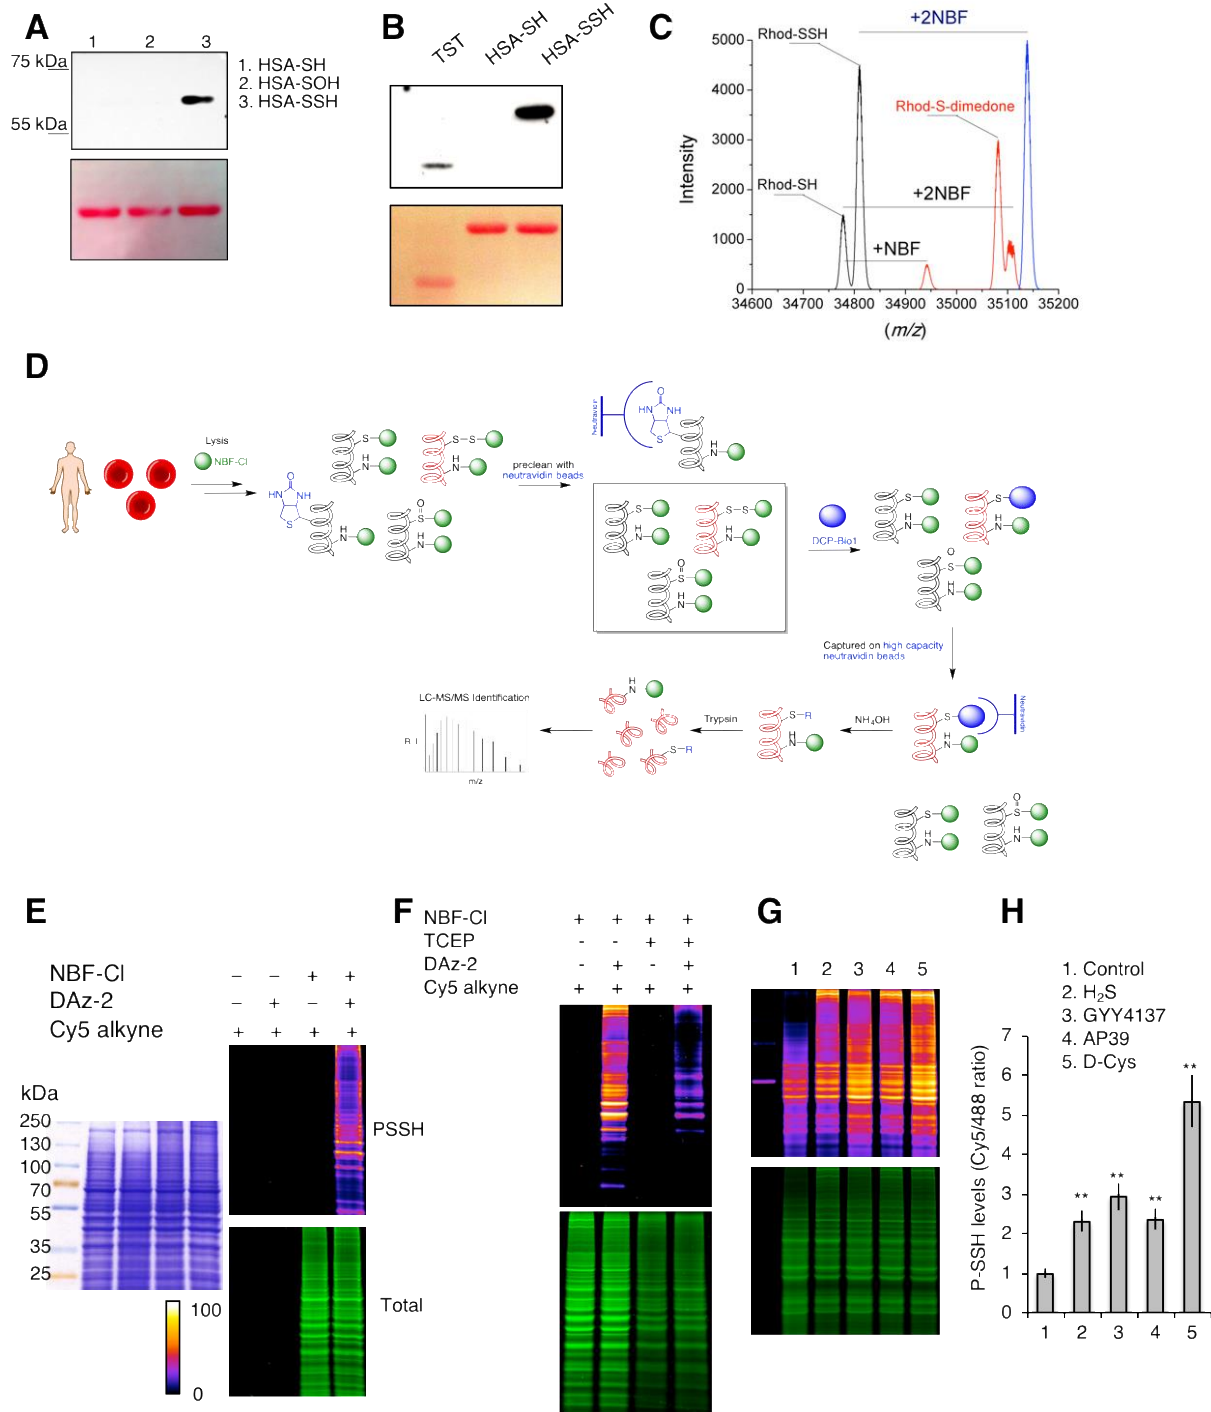 A
1 2 3
75 kDa
55 kDa
1. HSA-SH
2. HSA-SOH
3. HSA-SSH
B
TST
HSA-SH
HSA-SSH
C
+2NBF
Rhod-SSH
Rhod-S-dimedone
Rhod-SH
+2NBF
+NBF
Intensity
5000
4000
3000
2000
1000
0
34600 34700 34800 34900 35000 35100 35200
(m/z)
D
Lysis
NBF-Cl
preclean with
neutravidin beads
Neutravidin
DCP-Bio1
Captured on high capacity
neutravidin beads
Neutravidin
NH4OH
Trypsin
LC-MS/MS Identification
R.I.
m/z
O
HN NH
S
S
H
N
S-S
H
N
H
N
O
S
H
N
O
HN NH
S
H
N
S
H
N
S-S
H
N
O
S
H
N
S
H
N
S
H
N
O
S
H
N
S
H
N
S-R
H
N
H
N
S-R
S
H
N
O
S
H
N
E
NBF-Cl – – + +
DAz-2 – + – +
Cy5 alkyne + + + +
kDa
250
130
100
70
55
35
25
PSSH
Total
100
0
F
NBF-Cl + + + +
TCEP - - + +
DAz-2 - + - +
Cy5 alkyne + + + +
G
1 2 3 4 5
H
1. Control
2. H2S
3. GYY4137
4. AP39
5. D-Cys
P-SSH levels (Cy5/488 ratio)
7
6
5
4
3
2
1
0
** ** ** **
1 2 3 4 5